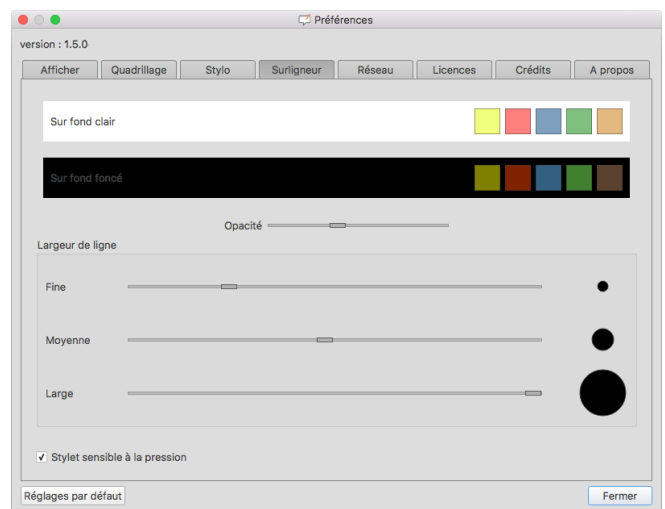 Préférences
version : 1.5.0
Afficher Quadrillage Stylo Surligneur Réseau Licences Crédits A propos
Sur fond clair
Sur fond foncé
Opacité
Largeur de ligne
Fine
Moyenne
Large
Stylet sensible à la pression
Réglages par défaut Fermer